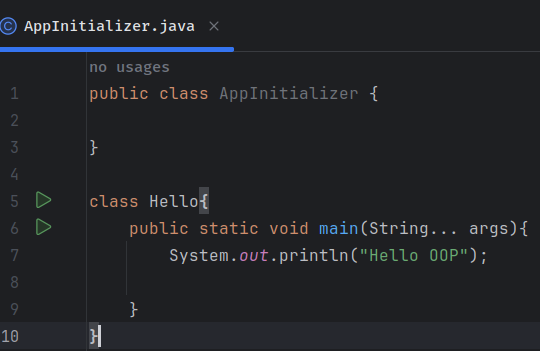 AppInitializer.java
no usages
1 public class AppInitializer {
2
3 }
4
5 class Hello{
6 public static void main(String... args){
7 System.out.println("Hello OOP");
8
9 }
10 }